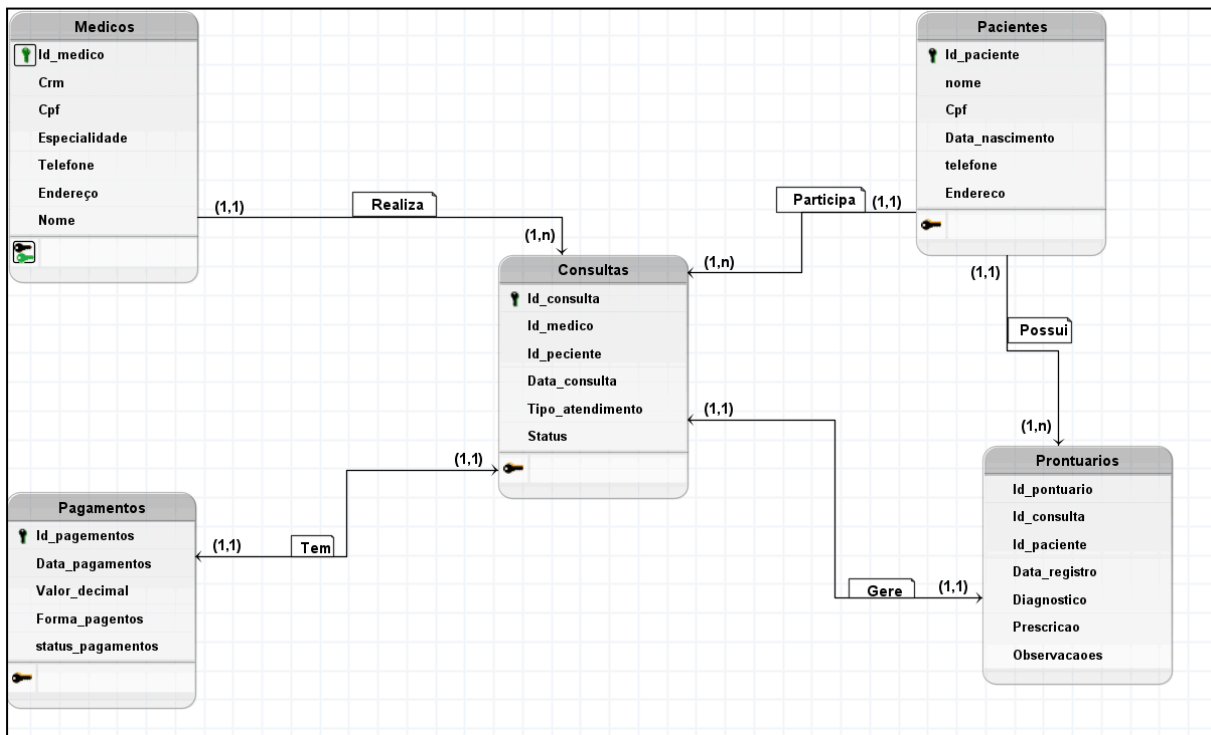 Medicos
Id_medico
Crm
Cpf
Especialidade
Telefone
Endereço
Nome
Pacientes
Id_paciente
nome
Cpf
Data_nascimento
telefone
Endereco
(1,1)
Realiza
(1,n)
Participa
(1,1)
(1,n)
(1,1)
Possui
(1,n)
Consultas
Id_consulta
Id_medico
Id_peciente
Data_consulta
Tipo_atendimento
Status
(1,1)
(1,1)
Tem
(1,1)
Gere
(1,1)
Pagamentos
Id_pagementos
Data_pagamentos
Valor_decimal
Forma_pagentos
status_pagamentos
Prontuarios
Id_pontuario
Id_consulta
Id_paciente
Data_registro
Diagnostico
Prescricao
Observacaoes